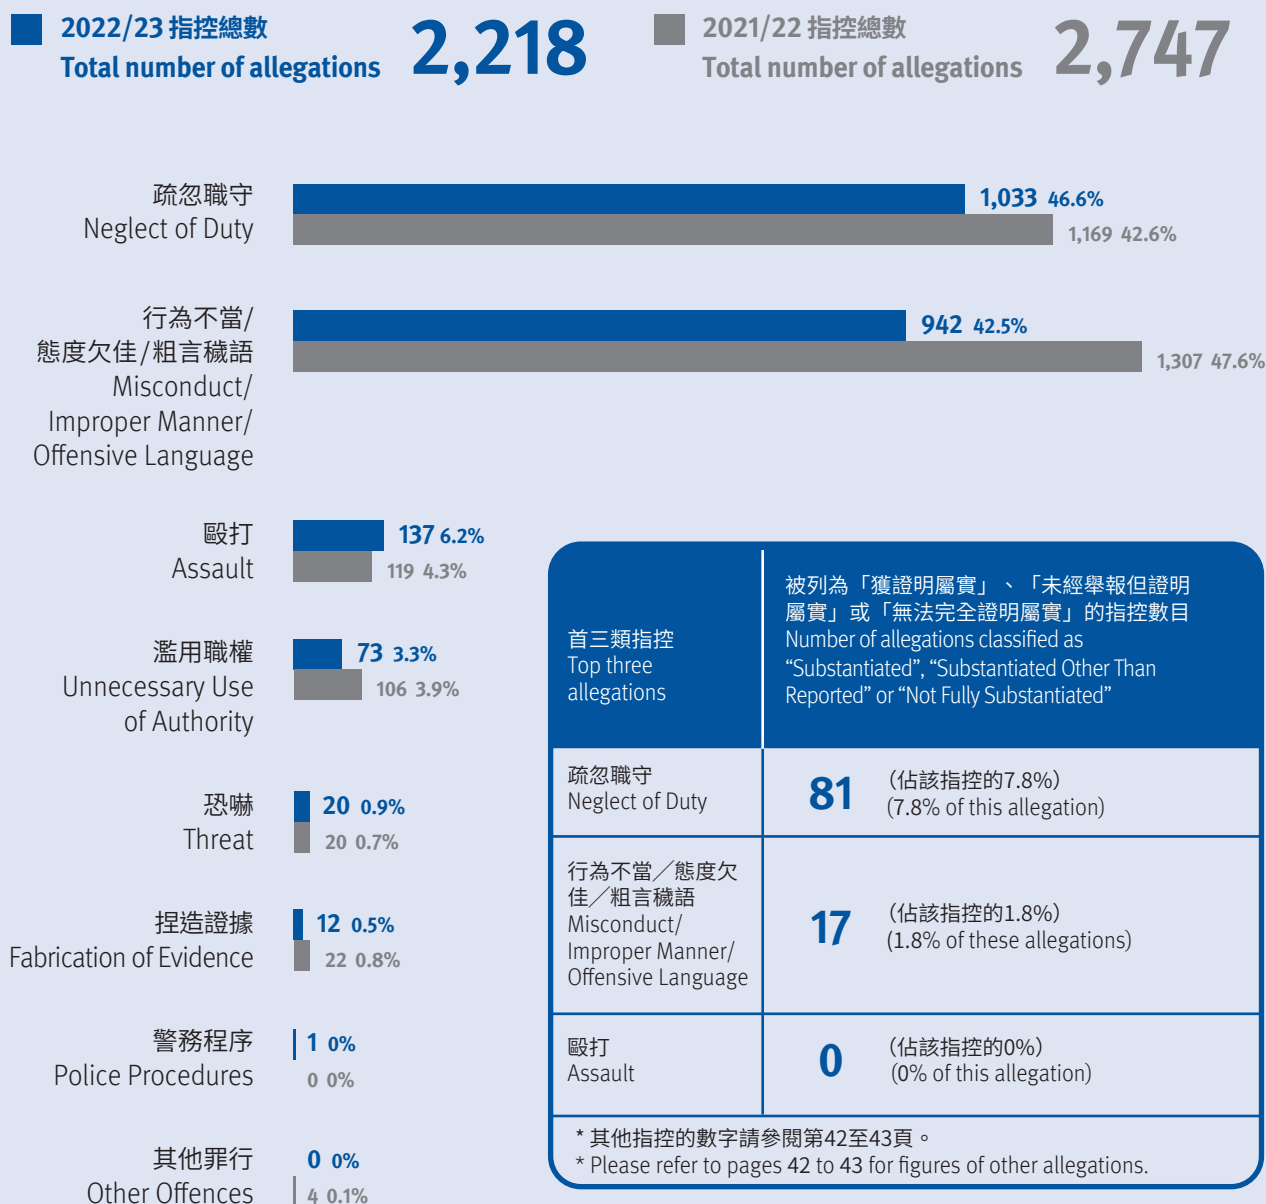 2022/23 指控總數
Total number of allegations
2,218
2021/22 指控總數
Total number of allegations
2,747
疏忽職守
Neglect of Duty
1,033 46.6%
1,169 42.6%
行為不當/
態度欠佳/粗言穢語
Misconduct/
Improper Manner/
Offensive Language
942 42.5%
1,307 47.6%
毆打
Assault
137 6.2%
119 4.3%
濫用職權
Unnecessary Use
of Authority
73 3.3%
106 3.9%
恐嚇
Threat
20 0.9%
20 0.7%
捏造證據
Fabrication of Evidence
12 0.5%
22 0.8%
警務程序
Police Procedures
1 0%
0 0%
其他罪行
Other Offences
0 0%
4 0.1%
首三類指控
Top three
allegations
被列為「獲證明屬實」、「未經舉報但證明
屬實」或「無法完全證明屬實」的指控數目
Number of allegations classified as
“Substantiated”, “Substantiated Other Than
Reported” or “Not Fully Substantiated”
疏忽職守
Neglect of Duty
81
（佔該指控的7.8%）
(7.8% of this allegation)
行為不當／態度欠
佳／粗言穢語
Misconduct/
Improper Manner/
Offensive Language
17
（佔該指控的1.8%）
(1.8% of these allegations)
毆打
Assault
0
（佔該指控的0%）
(0% of this allegation)
* 其他指控的數字請參閱第42至43頁。
* Please refer to pages 42 to 43 for figures of other allegations.